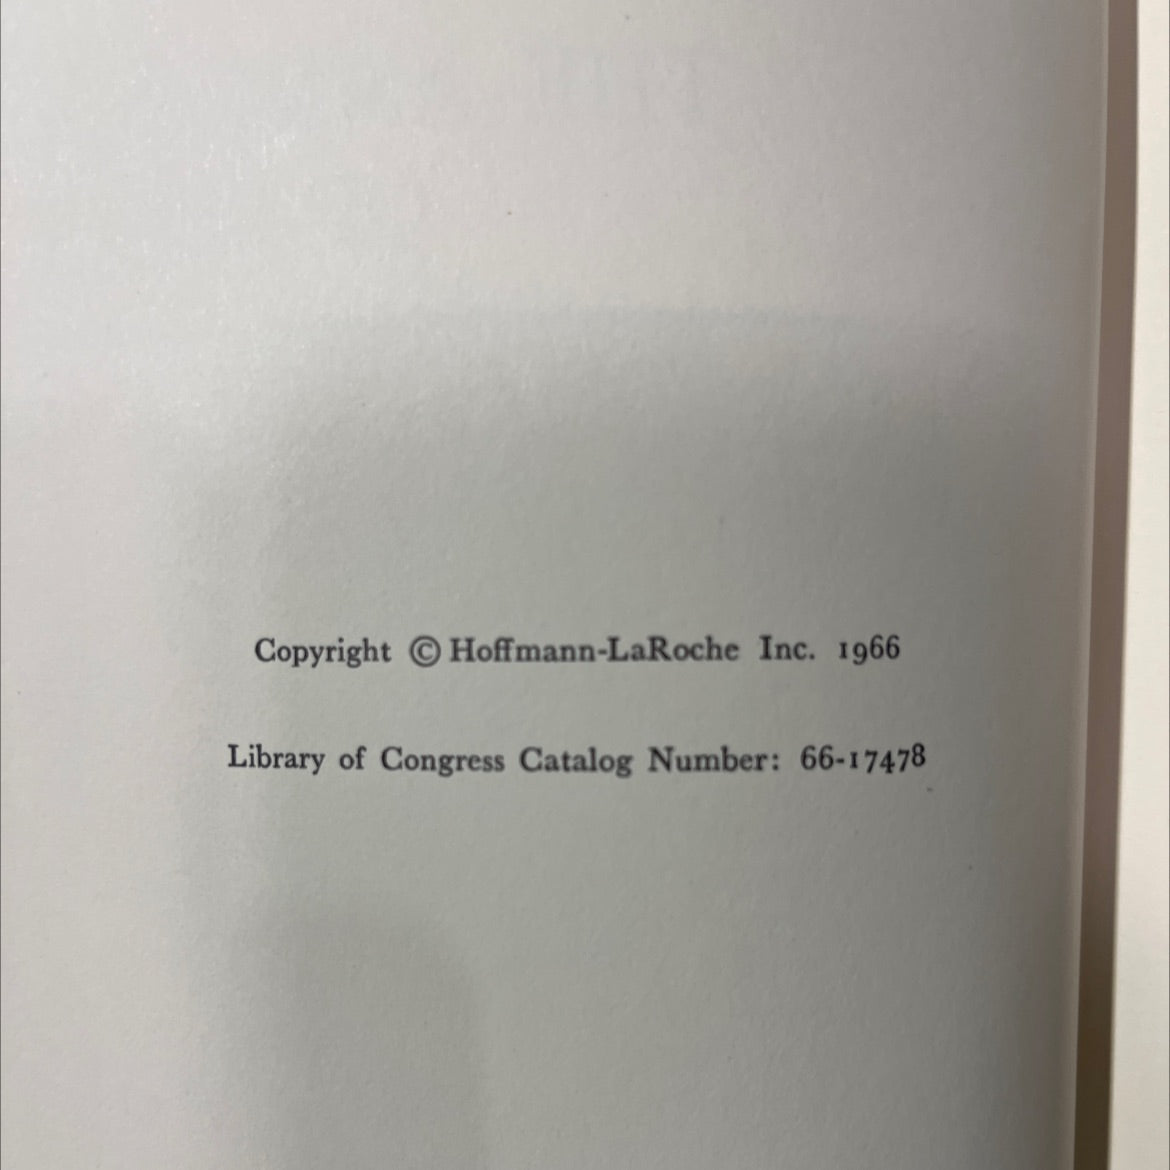 Copyright © Hoffmann-LaRoche Inc. 1966
Library of Congress Catalog Number: 66-17478